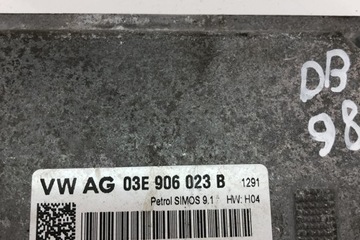 DB
98
VW AG 03E 906 023 B 1291
Petrol SIMOS 9.1 HW: H04